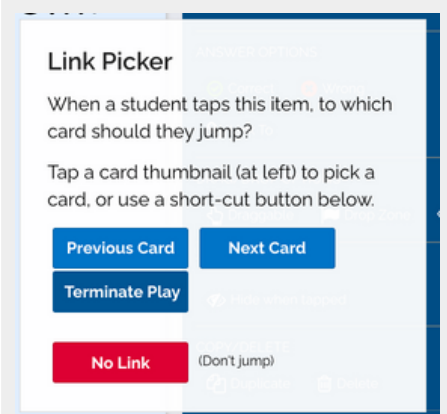 Link Picker
ANSWER OPTIONS
Correct Wrong
When a student taps this item, to which
card should they jump?
Tap a card thumbnail (at left) to pick a
card, or use a short-cut button below.
Draggable Drop Zone
Previous Card Next Card
Terminate Play
Hide when tapped
COPY/DELETE
No Link (Don't jump)
Duplicate Delete